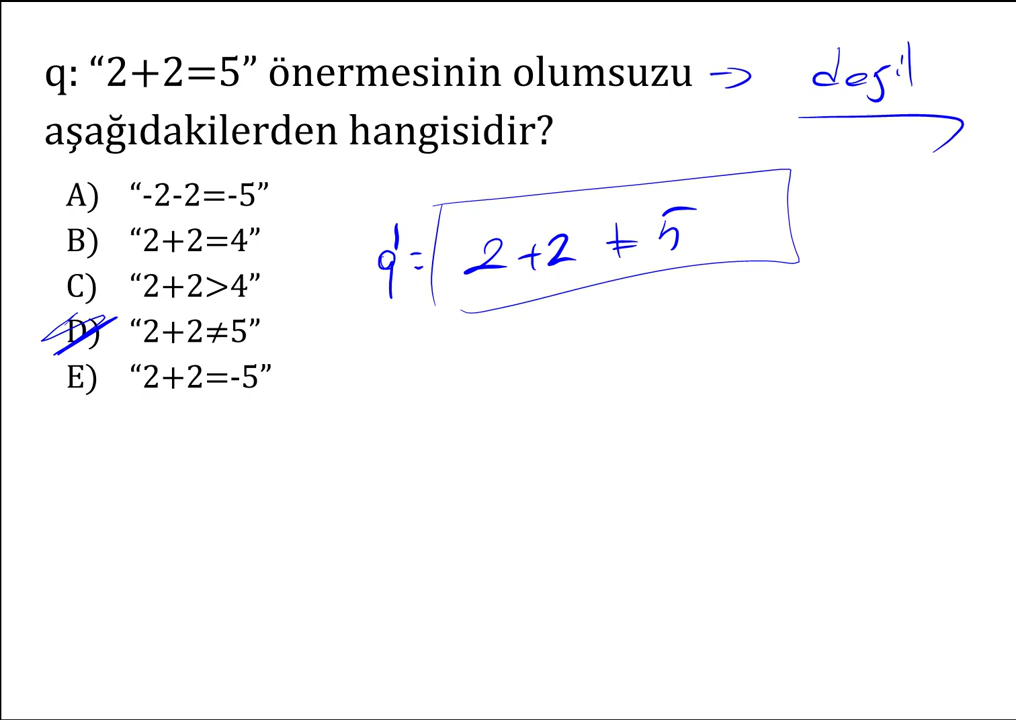 q: “2+2=5” önermesinin olumsuzu → değil
aşağıdakilerden hangisidir?
A) “-2-2=-5”
B) “2+2=4”
C) “2+2>4”
D) “2+2≠5”
E) “2+2=-5”
q' = 2+2 ≠ 5